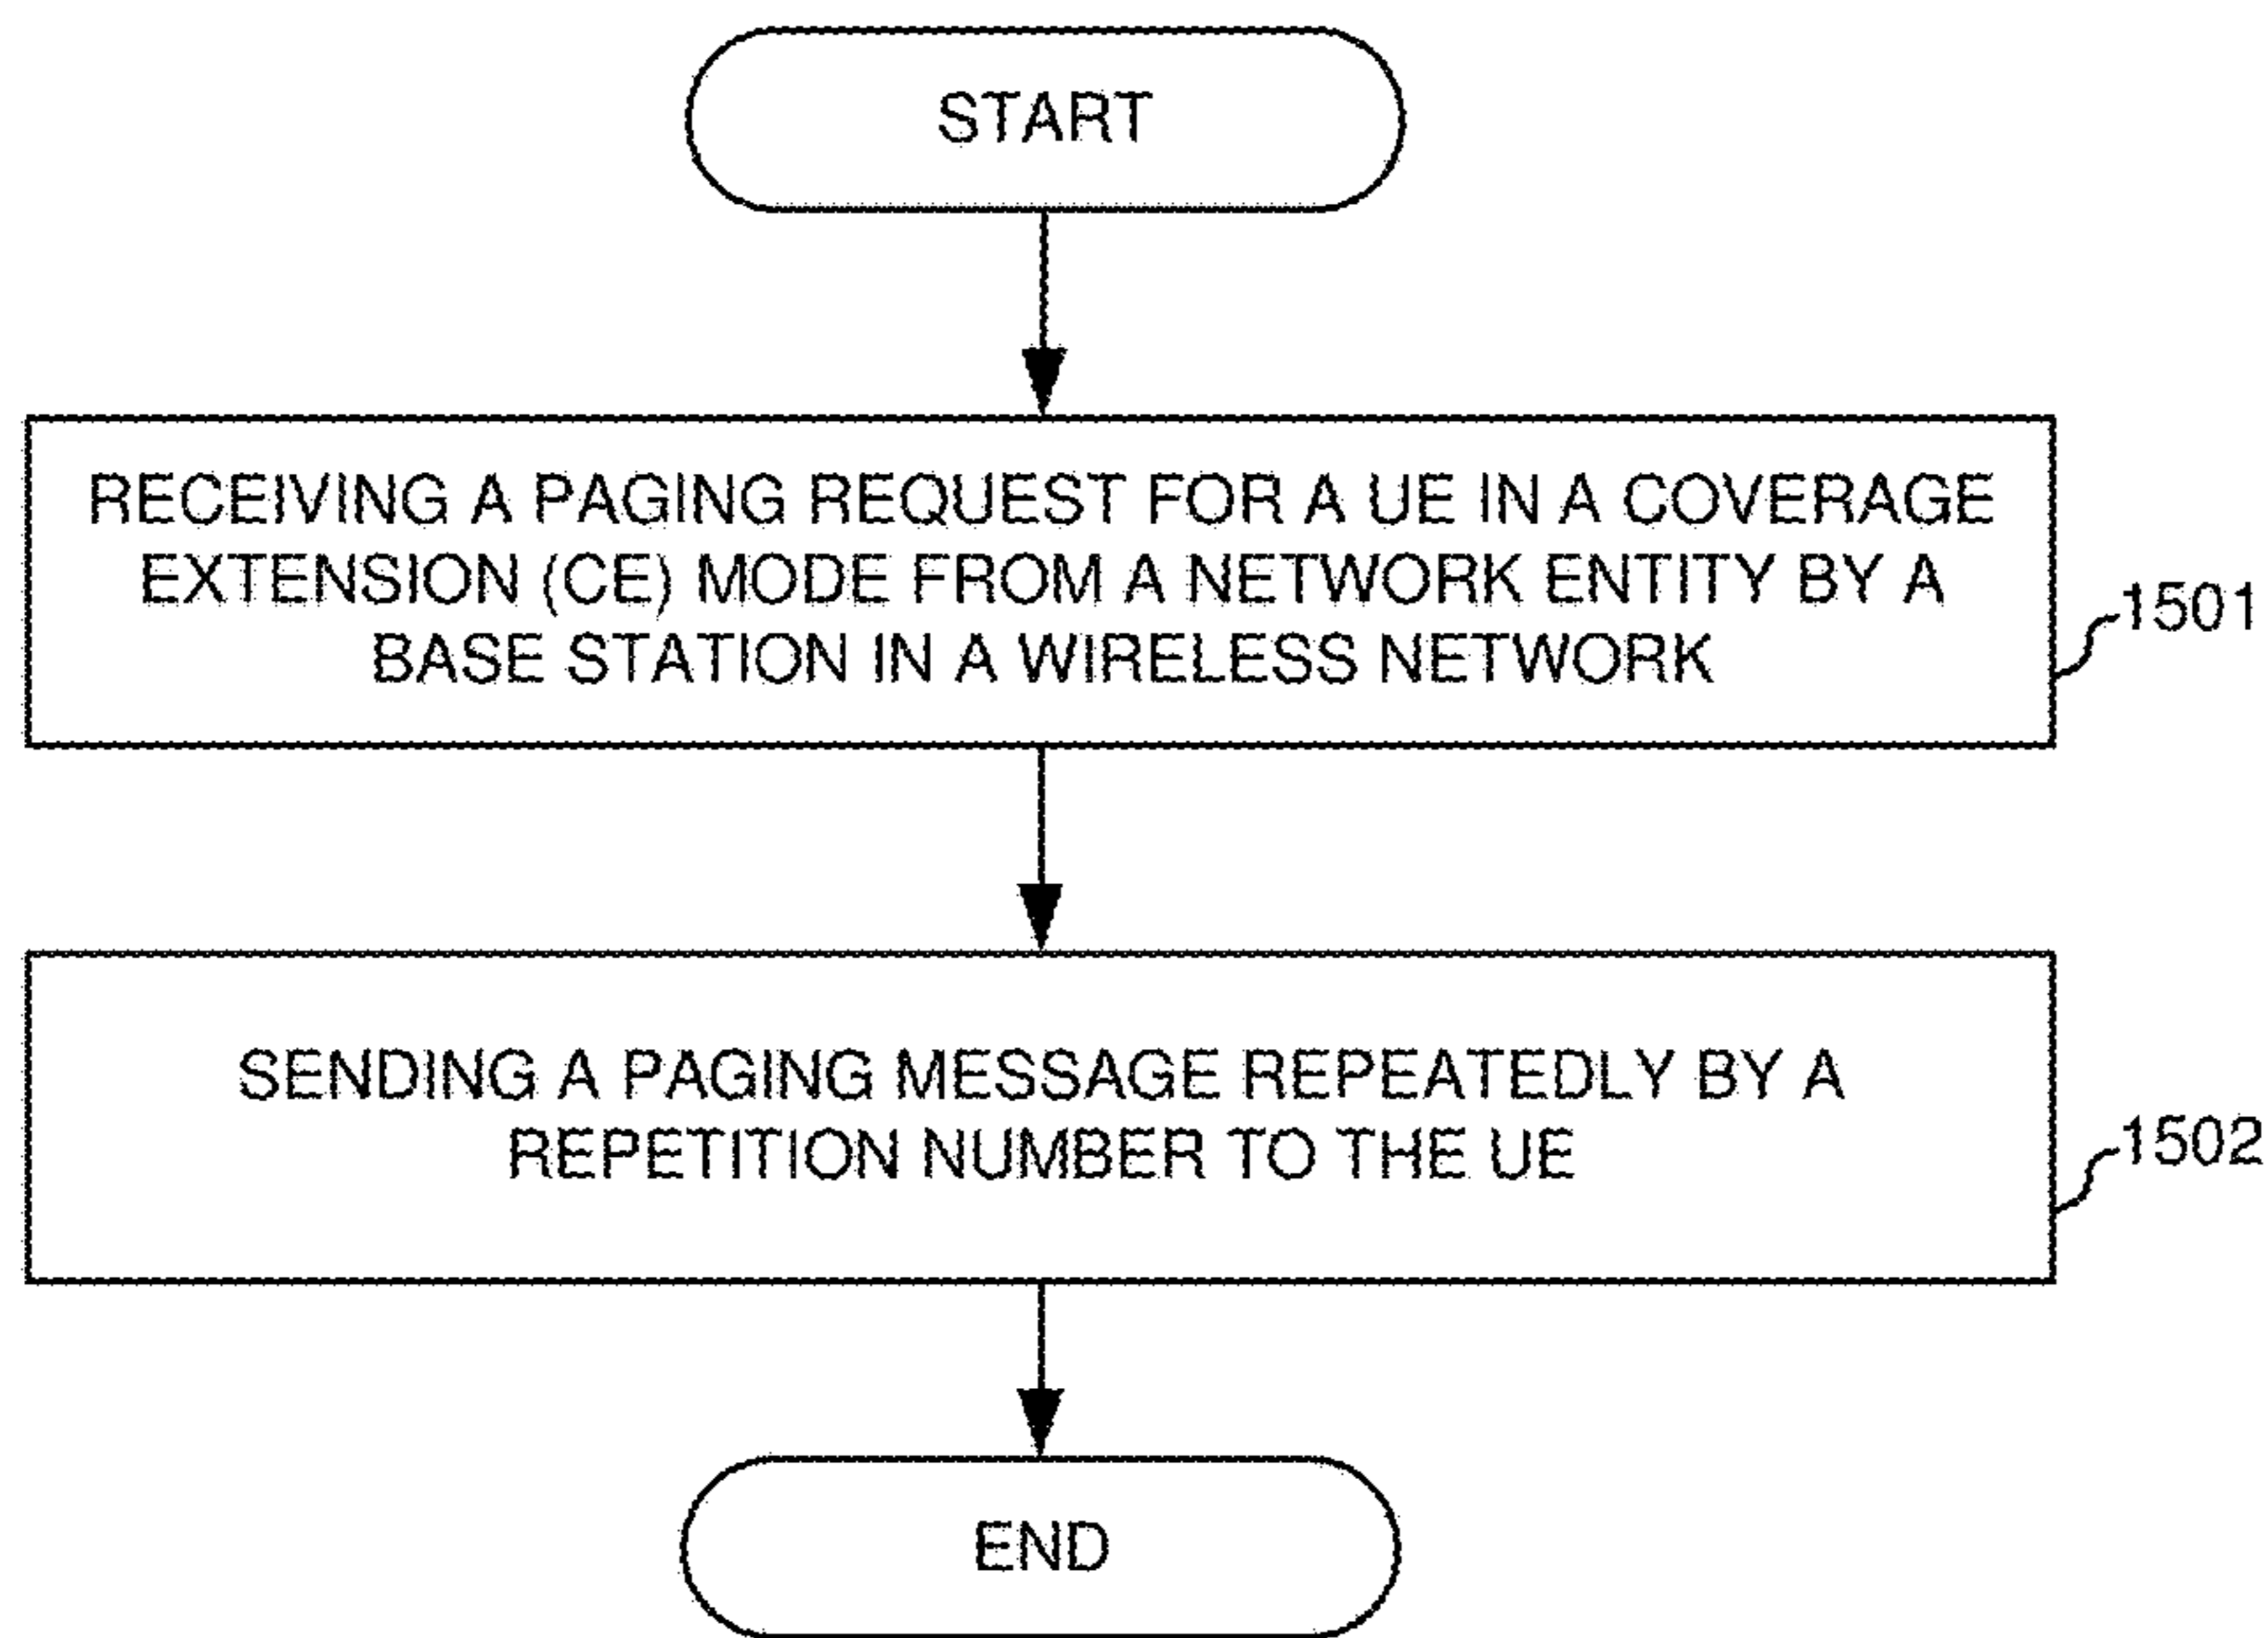 START
RECEIVING A PAGING REQUEST FOR A UE IN A COVERAGE
EXTENSION (CE) MODE FROM A NETWORK ENTITY BY A
BASE STATION IN A WIRELESS NETWORK
1501
SENDING A PAGING MESSAGE REPEATEDLY BY A
REPETITION NUMBER TO THE UE
1502
END